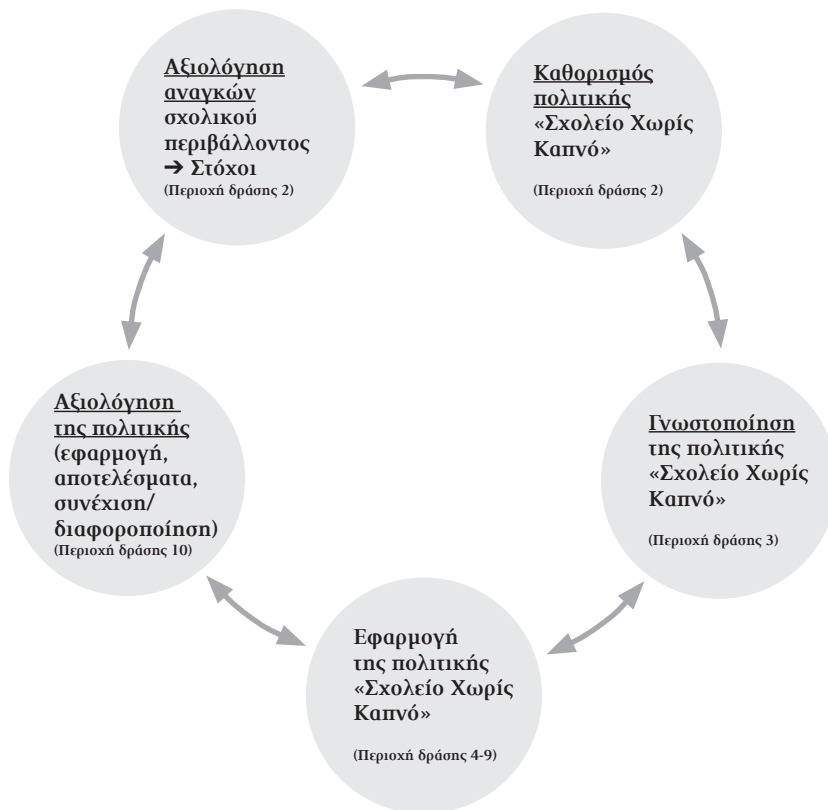 Αξιολόγηση
αναγκών
σχολικού
περιβάλλοντος
➔ Στόχοι
(Περιοχή δράσης 2)
Καθορισμός
πολιτικής
«Σχολείο Χωρίς
Καπνό»
(Περιοχή δράσης 2)
Γνωστοποίηση
της πολιτικής
«Σχολείο Χωρίς
Καπνό»
(Περιοχή δράσης 3)
Εφαρμογή
της πολιτικής
«Σχολείο Χωρίς
Καπνό»
(Περιοχή δράσης 4-9)
Αξιολόγηση
της πολιτικής
(εφαρμογή,
αποτελέσματα,
συνέχιση/
διαφοροποίηση)
(Περιοχή δράσης 10)